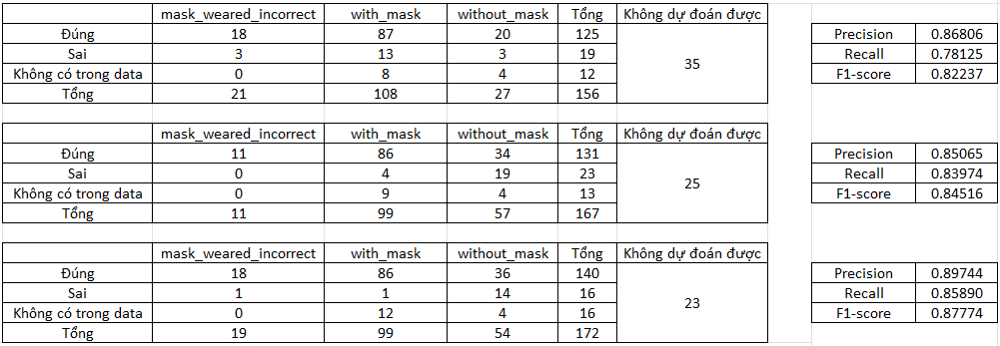 mask_weared_incorrect with_mask without_mask Tổng Không dự đoán được
Đúng 18 87 20 125 35 Precision 0.86806
Sai 3 13 3 19 Recall 0.78125
Không có trong data 0 8 4 12 F1-score 0.82237
Tổng 21 108 27 156
mask_weared_incorrect with_mask without_mask Tổng Không dự đoán được
Đúng 11 86 34 131 25 Precision 0.85065
Sai 0 4 19 23 Recall 0.83974
Không có trong data 0 9 4 13 F1-score 0.84516
Tổng 11 99 57 167
mask_weared_incorrect with_mask without_mask Tổng Không dự đoán được
Đúng 18 86 36 140 23 Precision 0.89744
Sai 1 1 14 16 Recall 0.85890
Không có trong data 0 12 4 16 F1-score 0.87774
Tổng 19 99 54 172